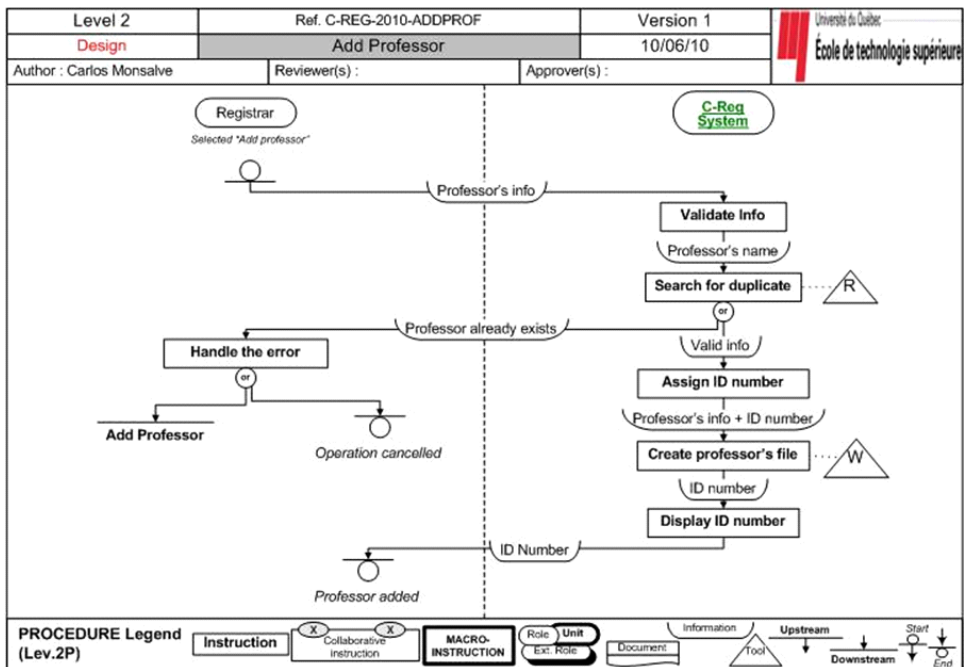 Level 2
Ref. C-REG-2010-ADDPROF
Version 1
Université du Québec
École de technologie supérieure
Design
Add Professor
10/06/10
Author : Carlos Monsalve
Reviewer(s) :
Approver(s) :
Registrar
Selected "Add professor"
C-Reg
System
Professor's info
Validate Info
Professor's name
Search for duplicate
R
or
Professor already exists
Valid info
Handle the error
or
Assign ID number
Add Professor
Operation cancelled
Professor's info + ID number
Create professor's file
W
ID number
Display ID number
ID Number
Professor added
PROCEDURE Legend
(Lev.2P)
Instruction
X
X
Collaborative
instruction
MACRO-
INSTRUCTION
Role
Unit
Ext. Role
Document
Information
Tool
Upstream
Downstream
Start
End